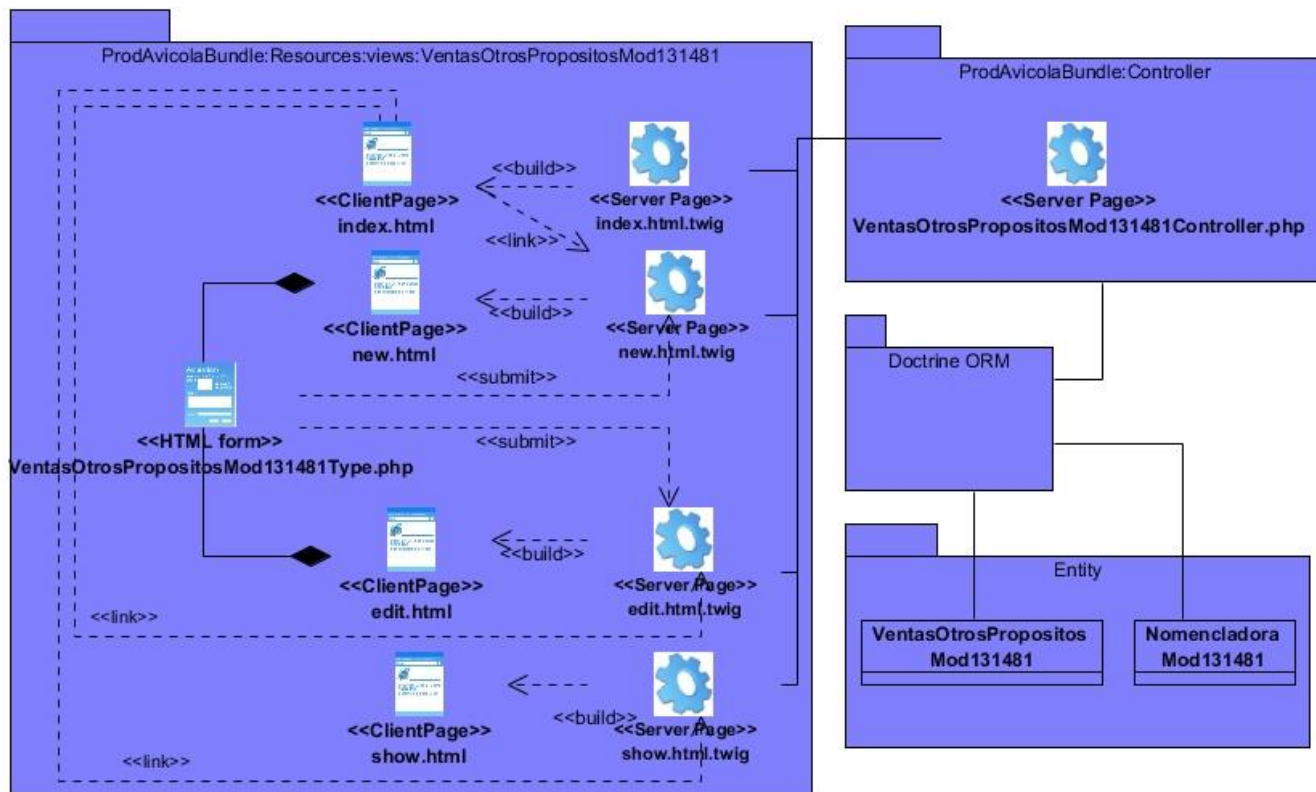 ProdAvicolaBundle:Resources:views:VentasOtrosPropositosMod131481
<<ClientPage>>
index.html
<<build>>
<<Server Page>>
index.html.twig
<<link>>
<<ClientPage>>
new.html
<<build>>
<<Server Page>>
new.html.twig
<<submit>>
<<HTML form>>
VentasOtrosPropositosMod131481Type.php
<<submit>>
<<ClientPage>>
edit.html
<<build>>
<<Server Page>>
edit.html.twig
<<link>>
<<ClientPage>>
show.html
<<build>>
<<Server Page>>
show.html.twig
<<link>>
ProdAvicolaBundle:Controller
<<Server Page>>
VentasOtrosPropositosMod131481Controller.php
Doctrine ORM
Entity
VentasOtrosPropositos
Mod131481
Nomencladora
Mod131481